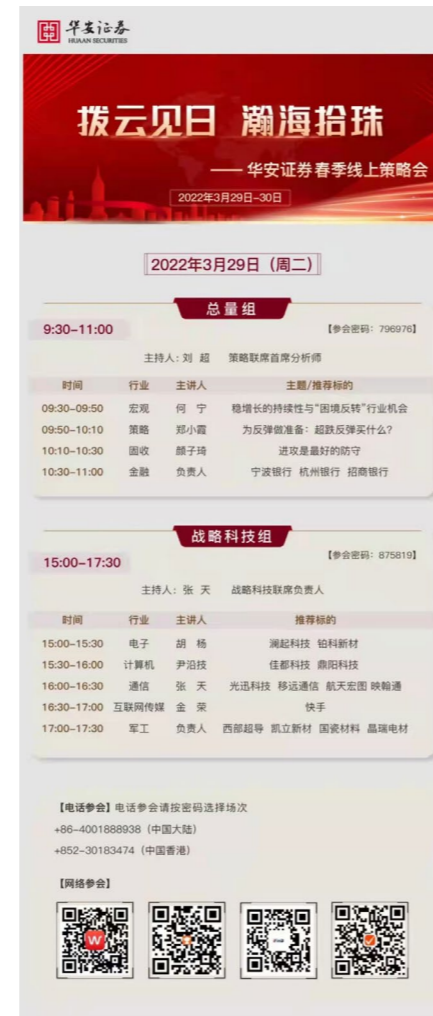 华安证券
HUAAN SECURITIES
拨云见日 瀚海拾珠
——华安证券春季线上策略会
2022年3月29日-30日
2022年3月29日（周二）
总量组
9:30-11:00 【参会密码：796976】
主持人：刘 超 策略联席首席分析师
时间 行业 主讲人 主题/推荐标的
09:30-09:50 宏观 何 宁 稳增长的持续性与“困境反转”行业机会
09:50-10:10 策略 郑小霞 为反弹做准备：超跌反弹买什么?
10:10-10:30 固收 颜子琦 进攻是最好的防守
10:30-11:00 金融 负责人 宁波银行 杭州银行 招商银行
战略科技组
15:00-17:30 【参会密码：875819】
主持人：张 天 战略科技联席负责人
时间 行业 主讲人 推荐标的
15:00-15:30 电子 胡 杨 澜起科技 铂科新材
15:30-16:00 计算机 尹沿技 佳都科技 鼎阳科技
16:00-16:30 通信 张 天 光迅科技 移远通信 航天宏图 映翰通
16:30-17:00 互联网传媒 金 荣 快手
17:00-17:30 军工 负责人 西部超导 凯立新材 国瓷材料 晶瑞电材
【电话参会】电话参会请按密码选择场次
+86-4001888938（中国大陆）
+852-30183474（中国香港）
【网络参会】
W